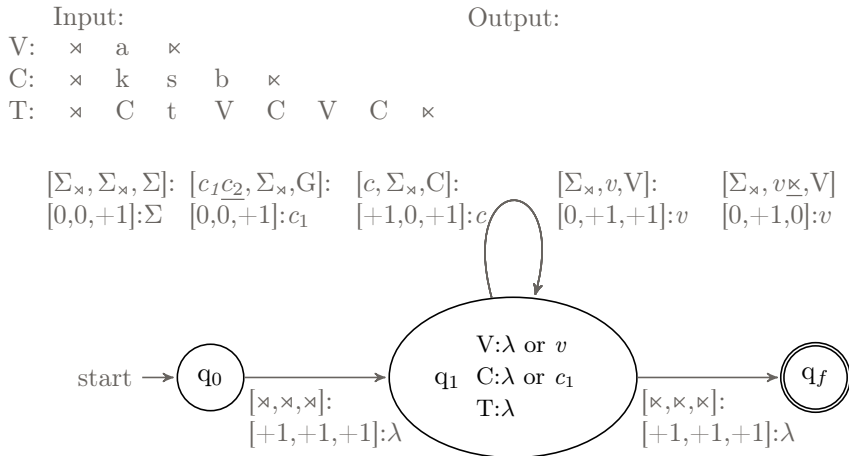 Input: Output:
V: ⋊ a ⋉
C: ⋊ k s b ⋉
T: ⋊ C t V C V C ⋉
[Σ⋊,Σ⋊,Σ]: [c₁c₂,Σ⋊,G]: [c,Σ⋊,C]: [Σ⋊,v,V]: [Σ⋊,v⋉,V]
[0,0,+1]:Σ [0,0,+1]:c₁ [+1,0,+1]:c [0,+1,+1]:v [0,+1,0]:v
V:λ or v
start q₀ q₁ C:λ or c₁ q_f
T:λ
[⋊,⋊,⋊]: [⋉,⋉,⋉]:
[+1,+1,+1]:λ [+1,+1,+1]:λ